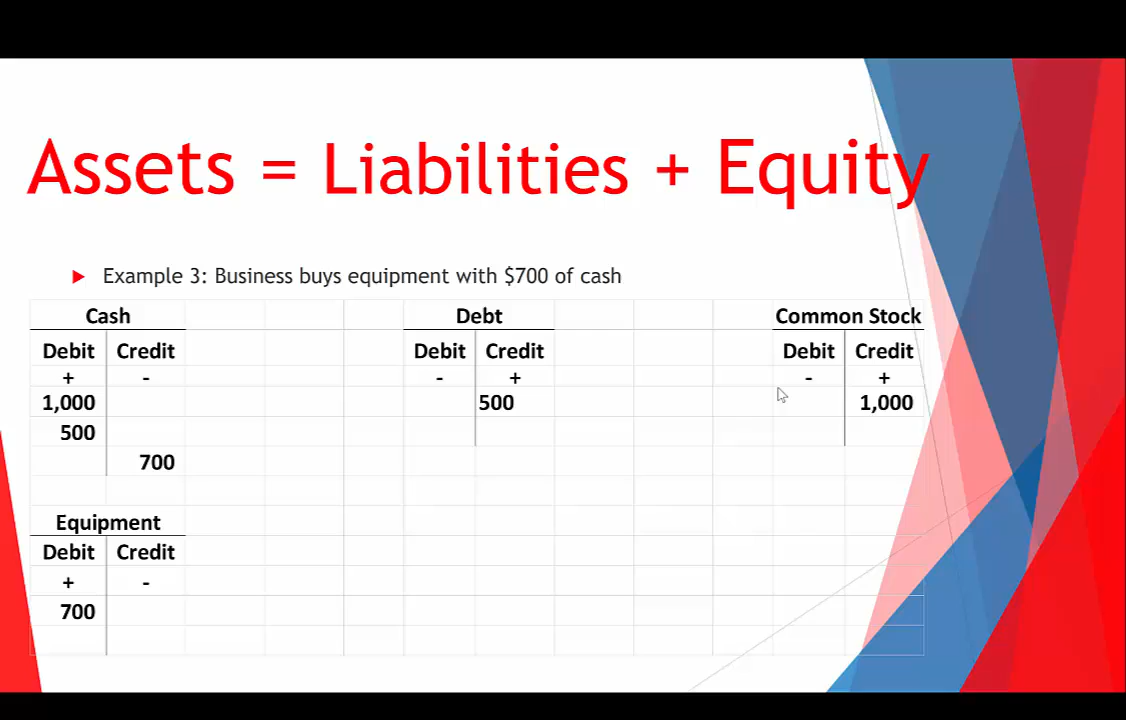 Assets = Liabilities + Equity
Example 3: Business buys equipment with $700 of cash
Cash Debt Common Stock
Debit Credit Debit Credit Debit Credit
+ - - + - +
1,000 500 1,000
500
700
Equipment
Debit Credit
+ -
700